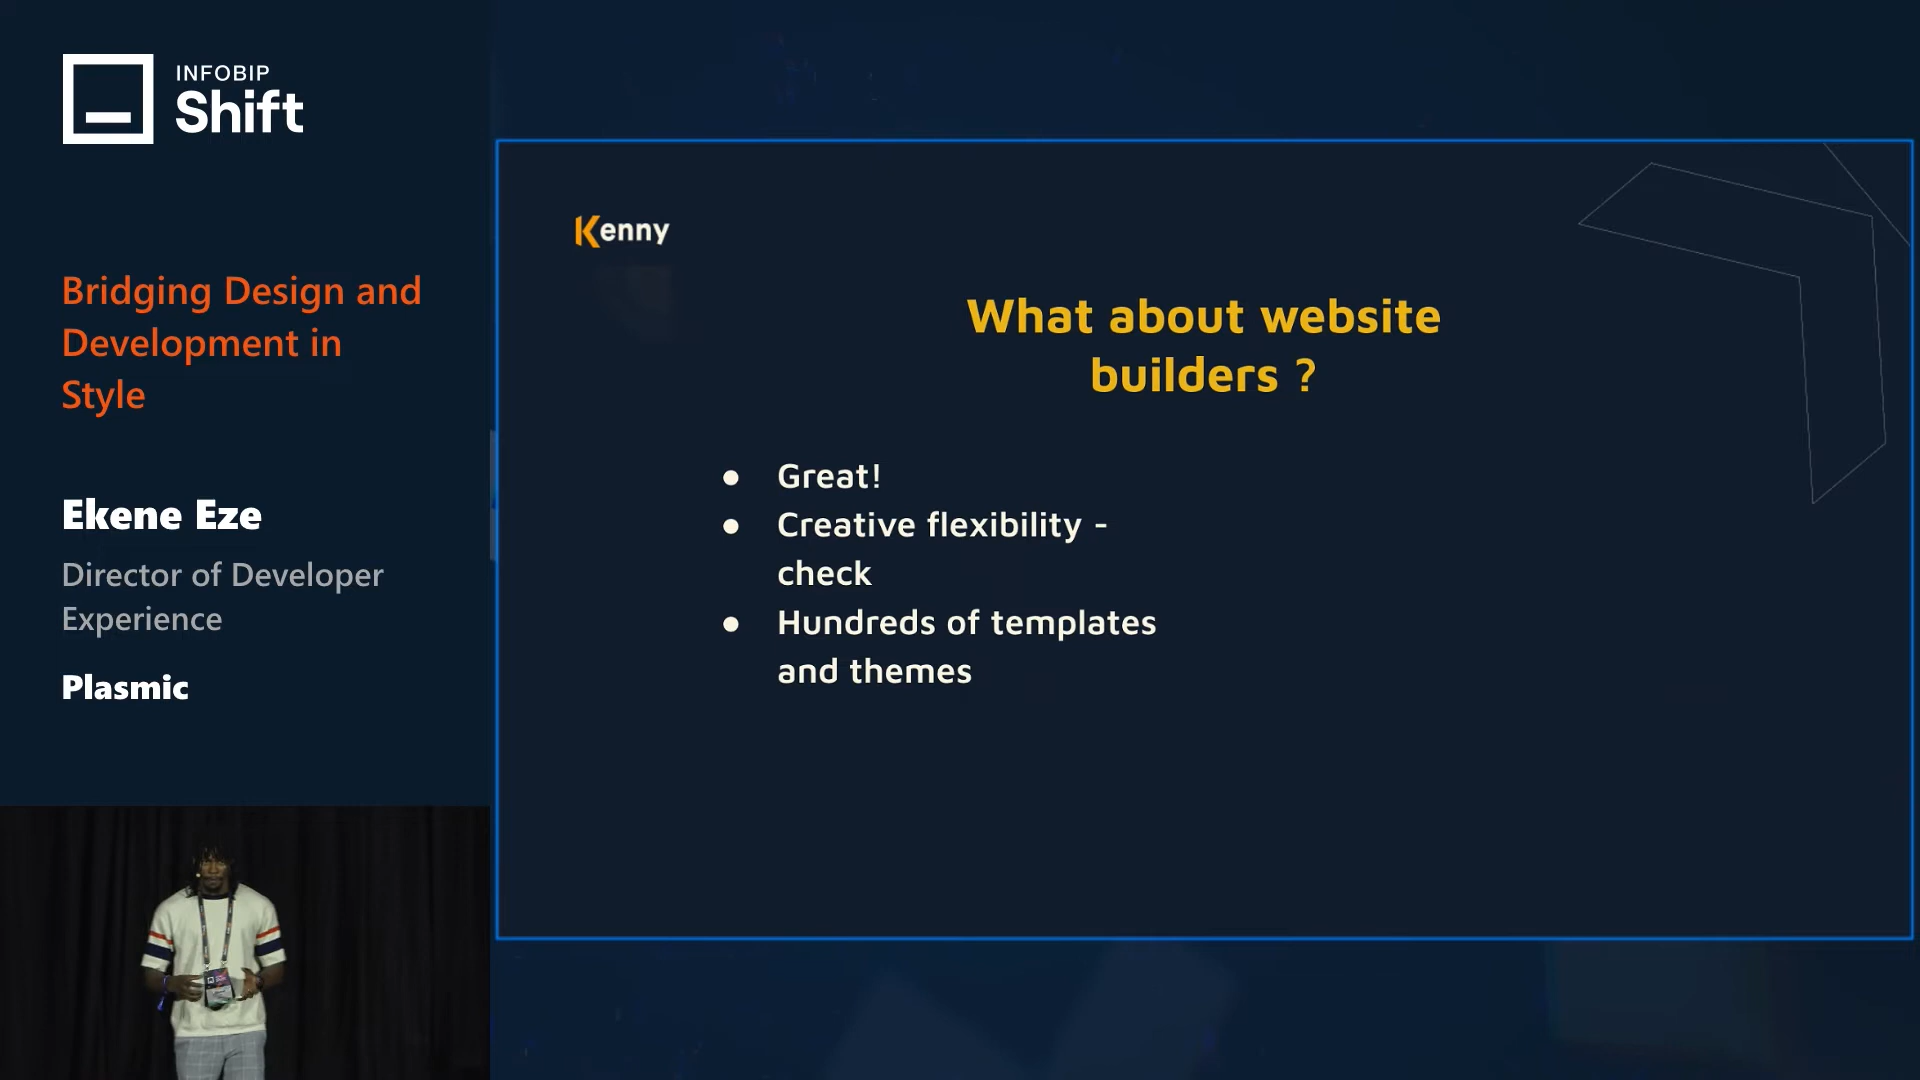 INFOBIP
Shift
Bridging Design and
Development in
Style
Ekene Eze
Director of Developer
Experience
Plasmic
Kenny
What about website
builders ?
● Great!
● Creative flexibility -
check
● Hundreds of templates
and themes